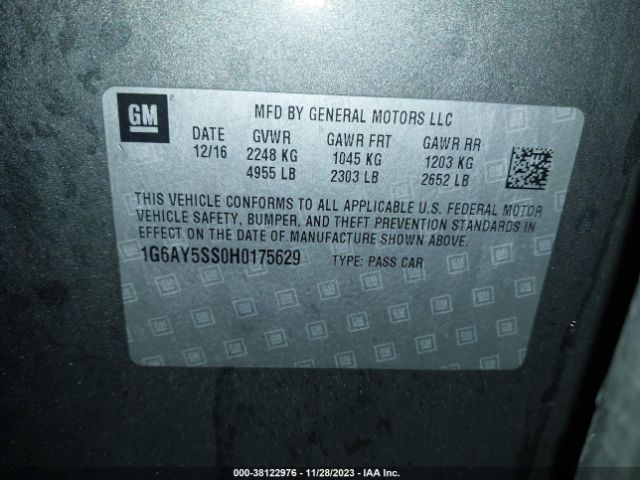 GM
MFD BY GENERAL MOTORS LLC
DATE GVWR GAWR FRT GAWR RR
12/16 2248 KG 1045 KG 1203 KG
4955 LB 2303 LB 2652 LB
THIS VEHICLE CONFORMS TO ALL APPLICABLE U.S. FEDERAL MOTOR
VEHICLE SAFETY, BUMPER, AND THEFT PREVENTION STANDARDS IN
EFFECT ON THE DATE OF MANUFACTURE SHOWN ABOVE.
1G6AY5SS0H0175629 TYPE: PASS CAR
000-38122976 - 11/28/2023 - IAA Inc.